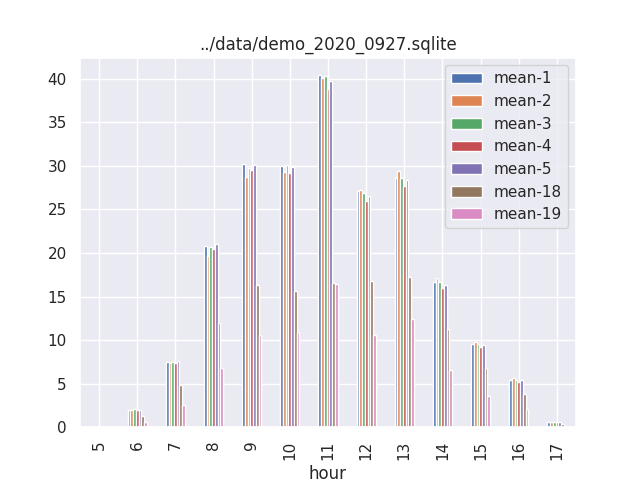 ../data/demo_2020_0927.sqlite
40
35
30
25
20
15
10
5
0
mean-1
mean-2
mean-3
mean-4
mean-5
mean-18
mean-19
5 6 7 8 9 10 11 12 13 14 15 16 17
hour